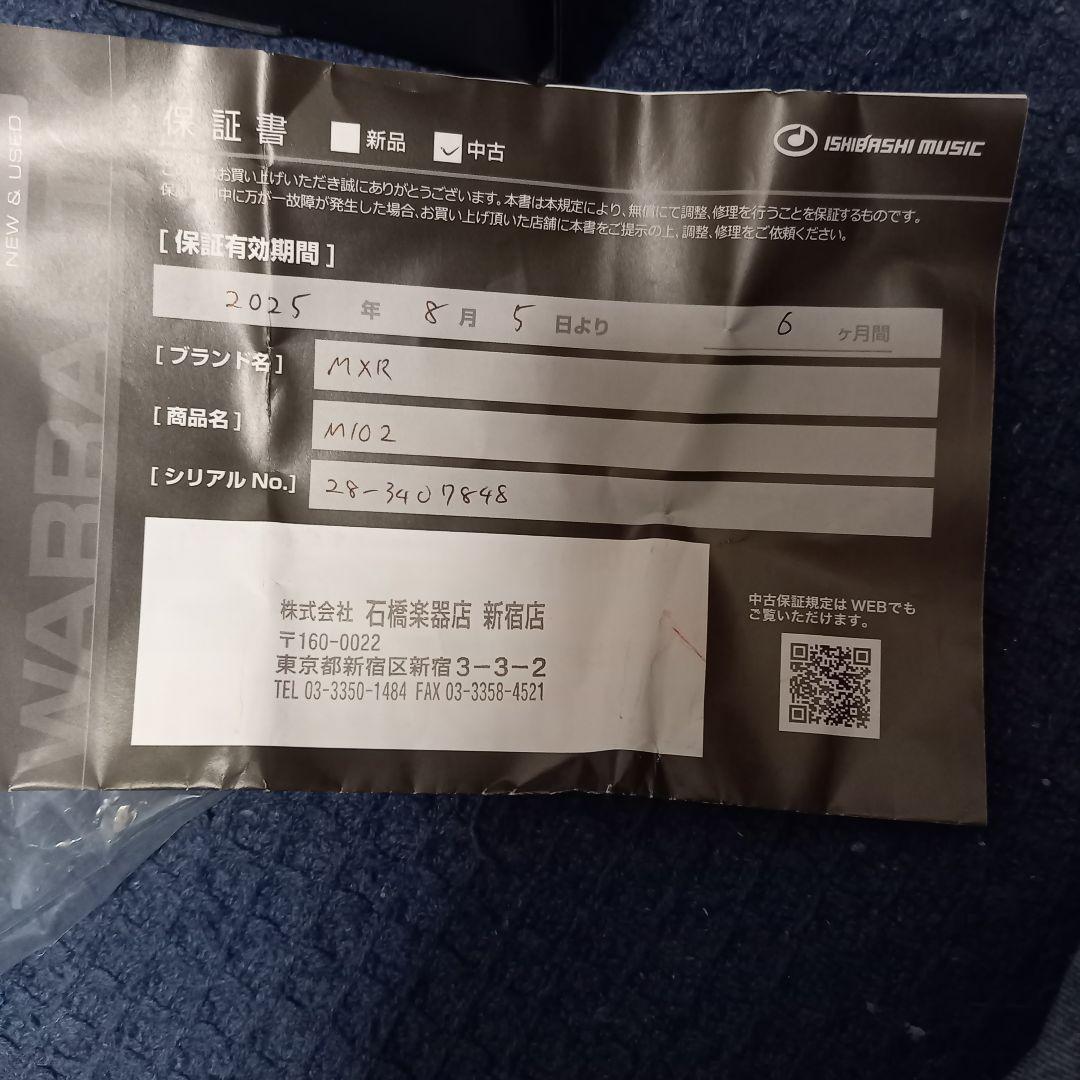 保証書 新品 中古 ISHIBASHI MUSIC
はお買い上げいただき誠にありがとうございます。本書は本規定により、無償にて調整、修理を行うことを保証するものです。
中に万が一故障が発生した場合、お買い上げ頂いた店舗に本書をご提示の上、調整、修理をご依頼ください。
[ 保証有効期間 ]
2025 年 8 月 5 日より 6 ヶ月間
[ ブランド名 ] MXR
[ 商品名 ] M102
[ シリアル No.] 28-3407848
株式会社 石橋楽器店 新宿店
〒160-0022
東京都新宿区新宿3-3-2
TEL 03-3350-1484 FAX 03-3358-4521
中古保証規定は WEBでも
ご覧いただけます。
NEW & USED